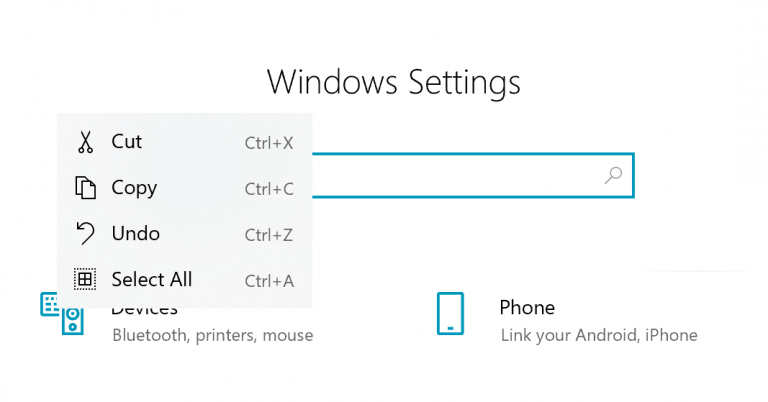 Windows Settings
Cut Ctrl+X
Copy Ctrl+C
Undo Ctrl+Z
Select All Ctrl+A
Devices
Bluetooth, printers, mouse
Phone
Link your Android, iPhone